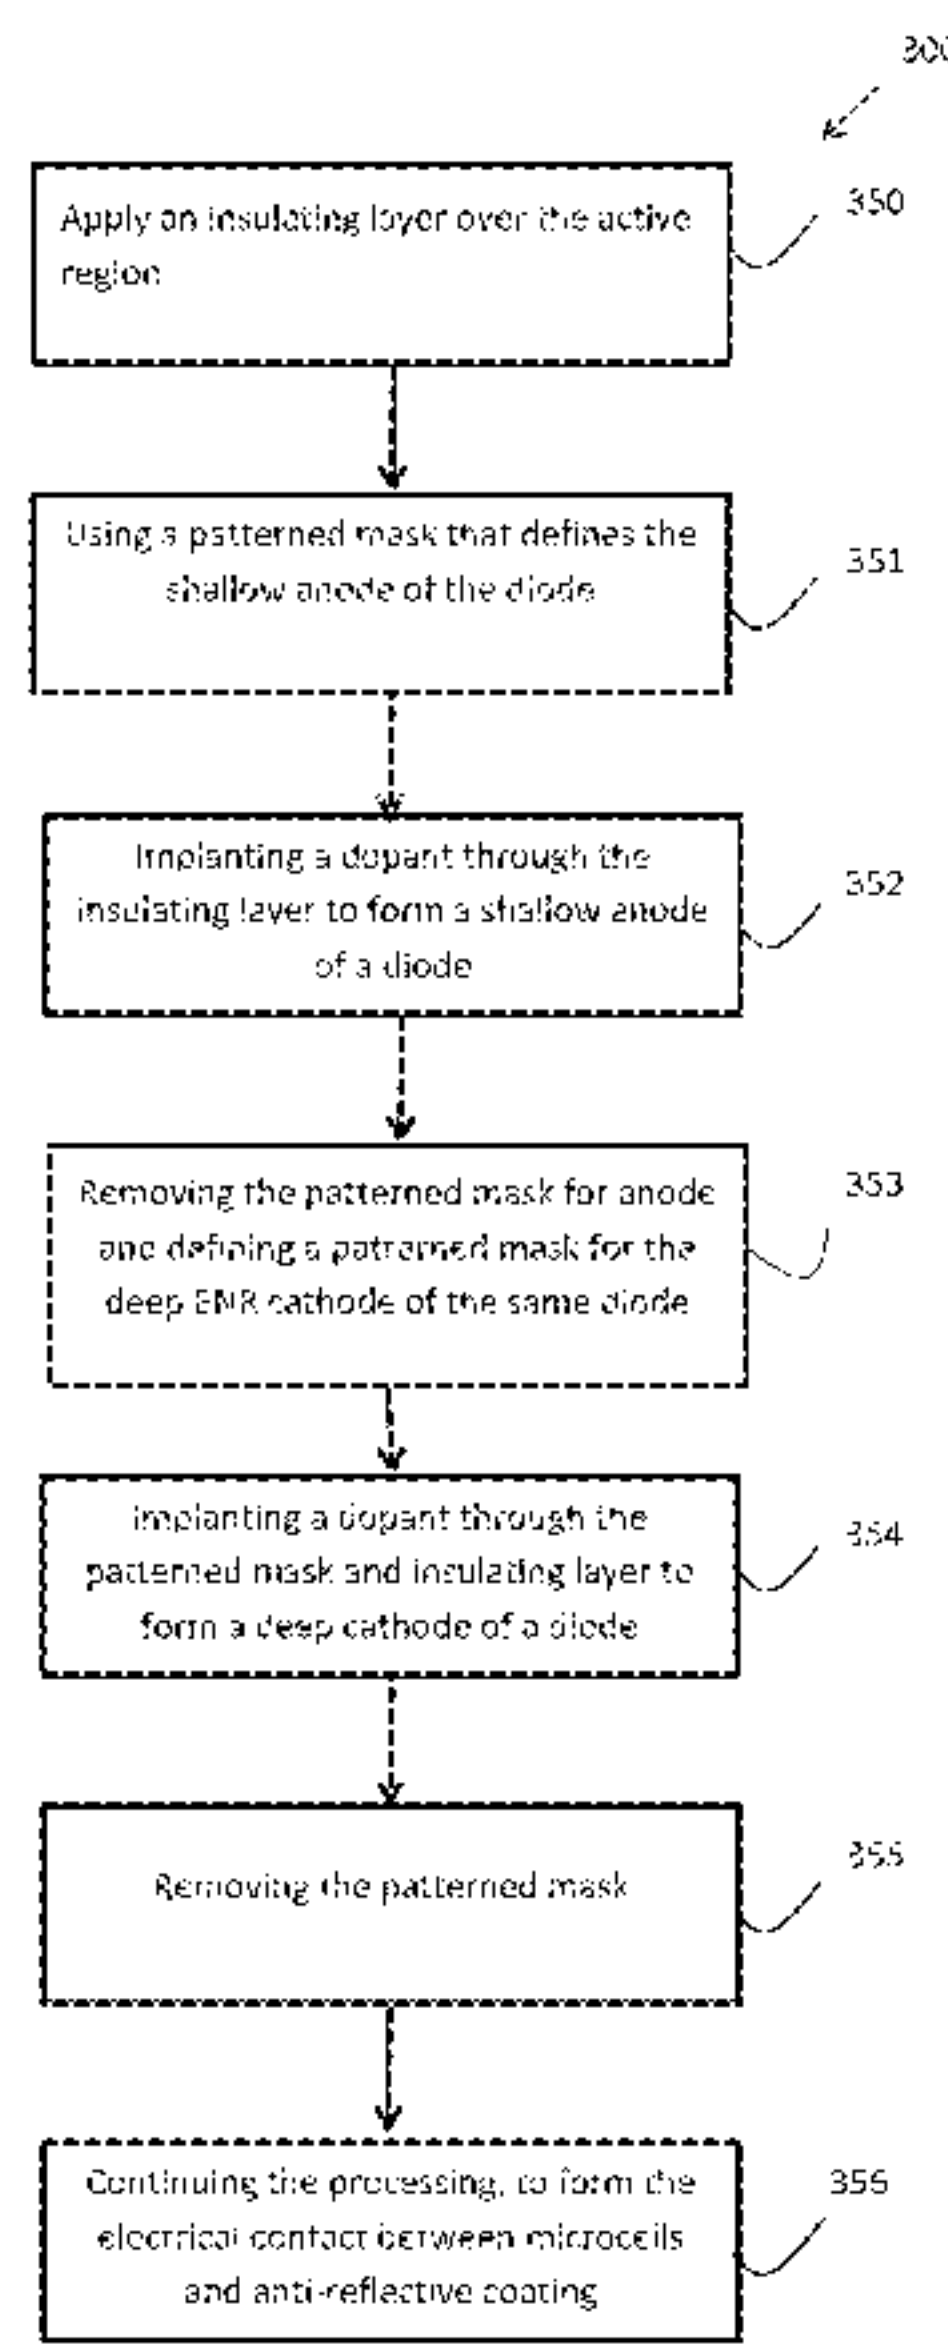 300
Apply an insulating layer over the active
region
350
Using a patterned mask that defines the
shallow anode of the diode
351
Implanting a dopant through the
insulating layer to form a shallow anode
of a diode
352
Removing the patterned mask for anode
and defining a patterned mask for the
deep ENR cathode of the same diode
353
Implanting a dopant through the
patterned mask and insulating layer to
form a deep cathode of a diode
354
Removing the patterned mask
355
Continuing the processing, to form the
electrical contact between microcells
and anti-reflective coating
356